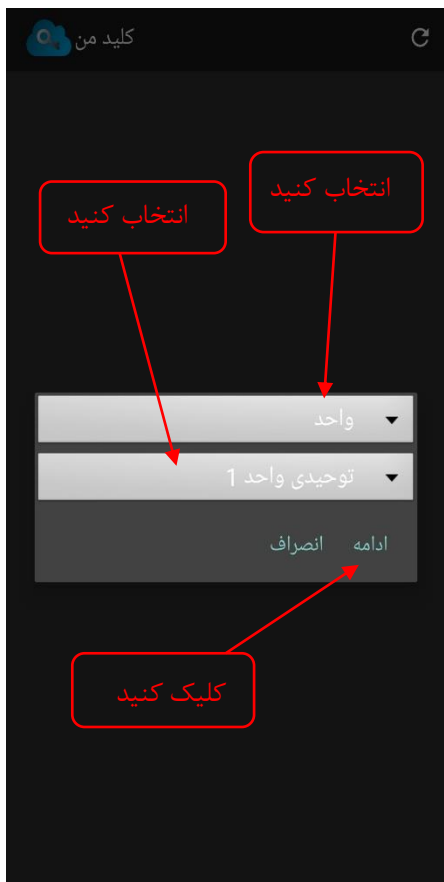 کلید من
انتخاب کنید
انتخاب کنید
واحد
توحیدی واحد 1
ادامه انصراف
کلیک کنید